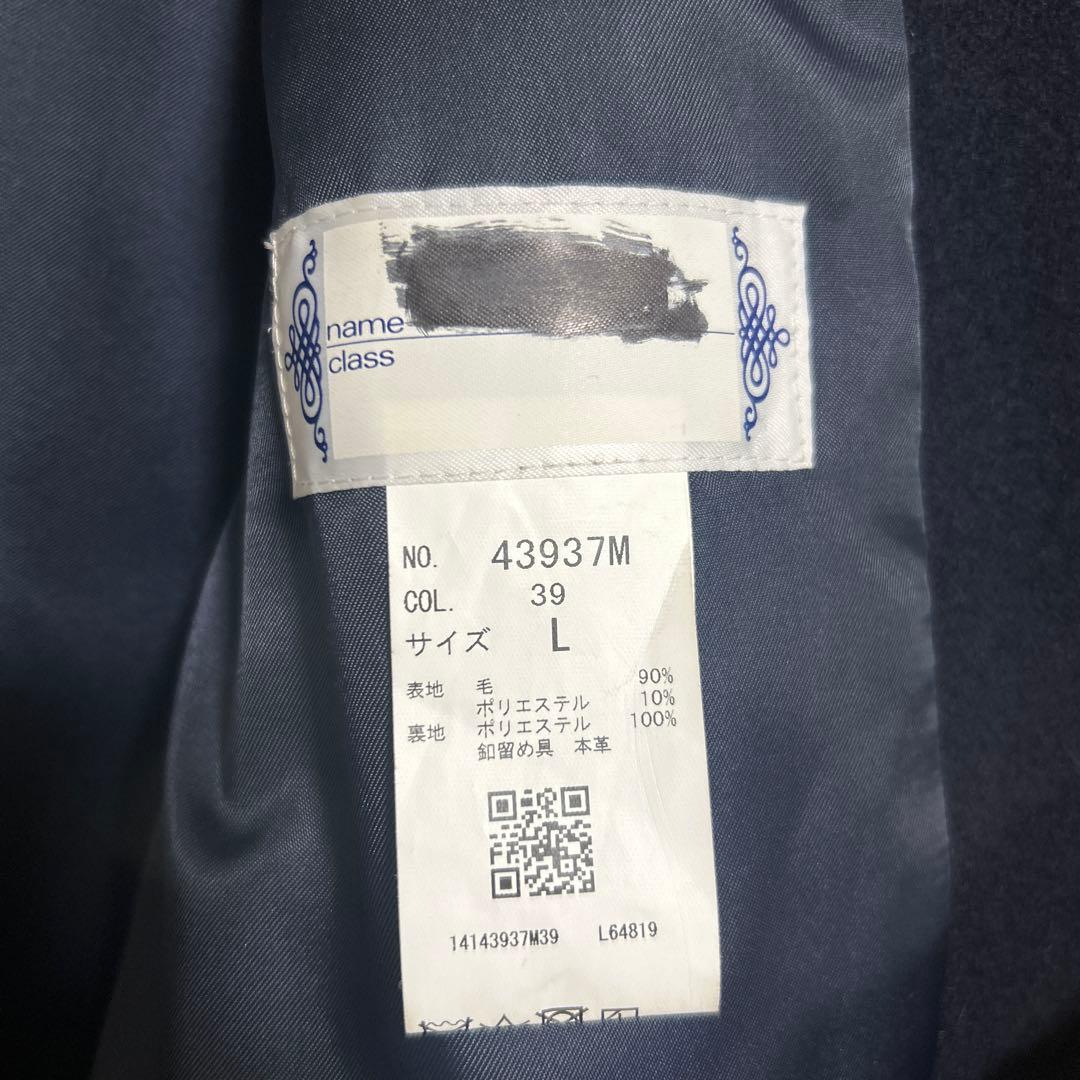 name
class
NO. 43937M
COL. 39
サイズ L
表地 毛 90%
ポリエステル 10%
裏地 ポリエステル 100%
釦留め具 本革
14143937M39 L64819